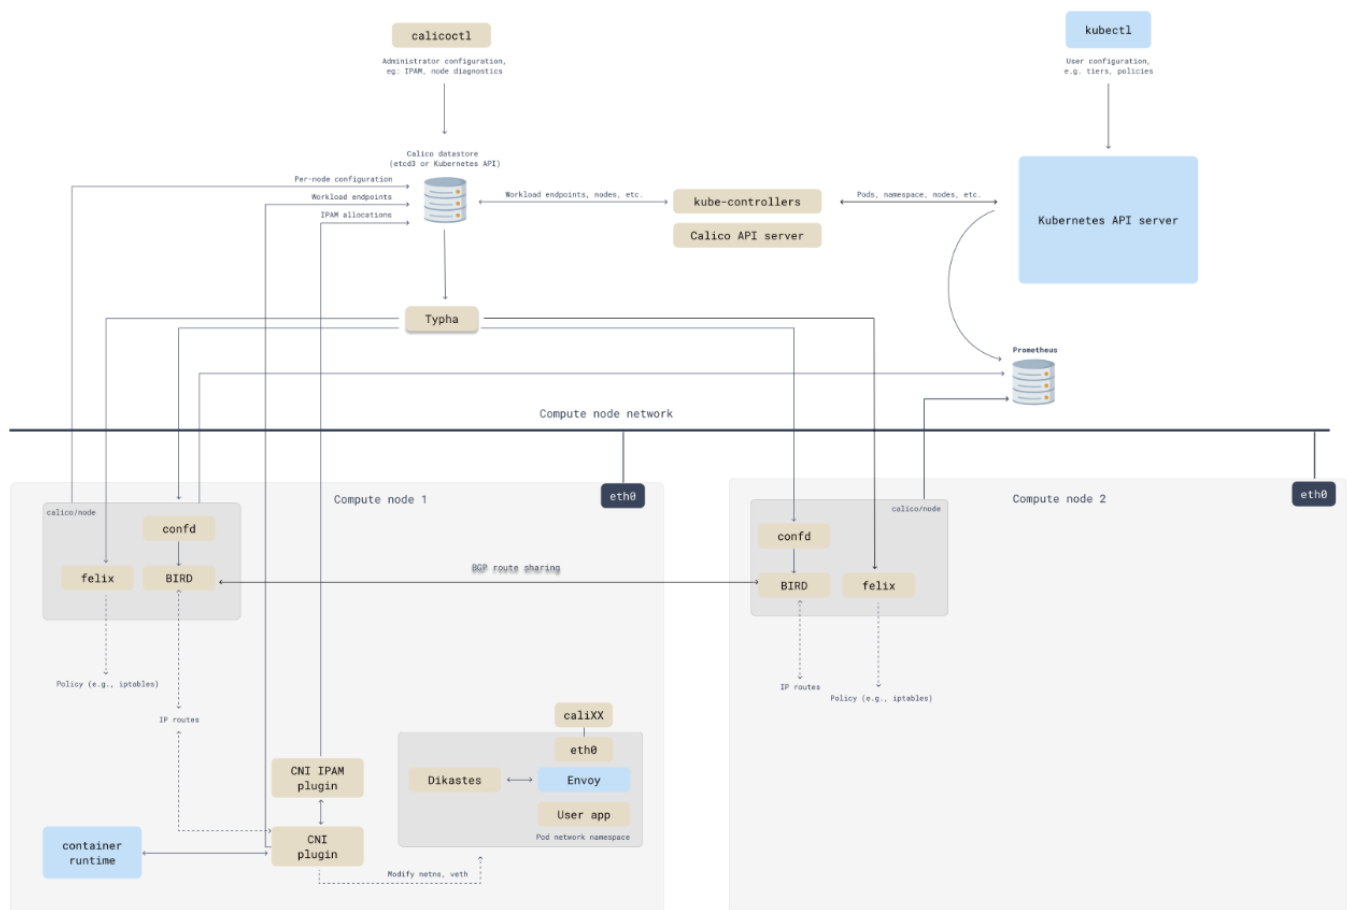 calicoctl
Administrator configuration,
eg: IPAM, node diagnostics
kubectl
User configuration,
e.g. tiers, policies
Calico datastore
(etcd3 or Kubernetes API)
Per-node configuration
Workload endpoints
IPAM allocations
Workload endpoints, nodes, etc.
kube-controllers
Calico API server
Pods, namespace, nodes, etc.
Kubernetes API server
Typha
Prometheus
Compute node network
eth0
eth0
Compute node 1
calico/node
confd
felix
BIRD
BGP route sharing
Policy (e.g., iptables)
IP routes
CNI IPAM
plugin
CNI
plugin
container
runtime
caliXX
eth0
Dikastes
Envoy
User app
Pod network namespace
Modify netns, veth
Compute node 2
calico/node
confd
BIRD
felix
IP routes
Policy (e.g., iptables)